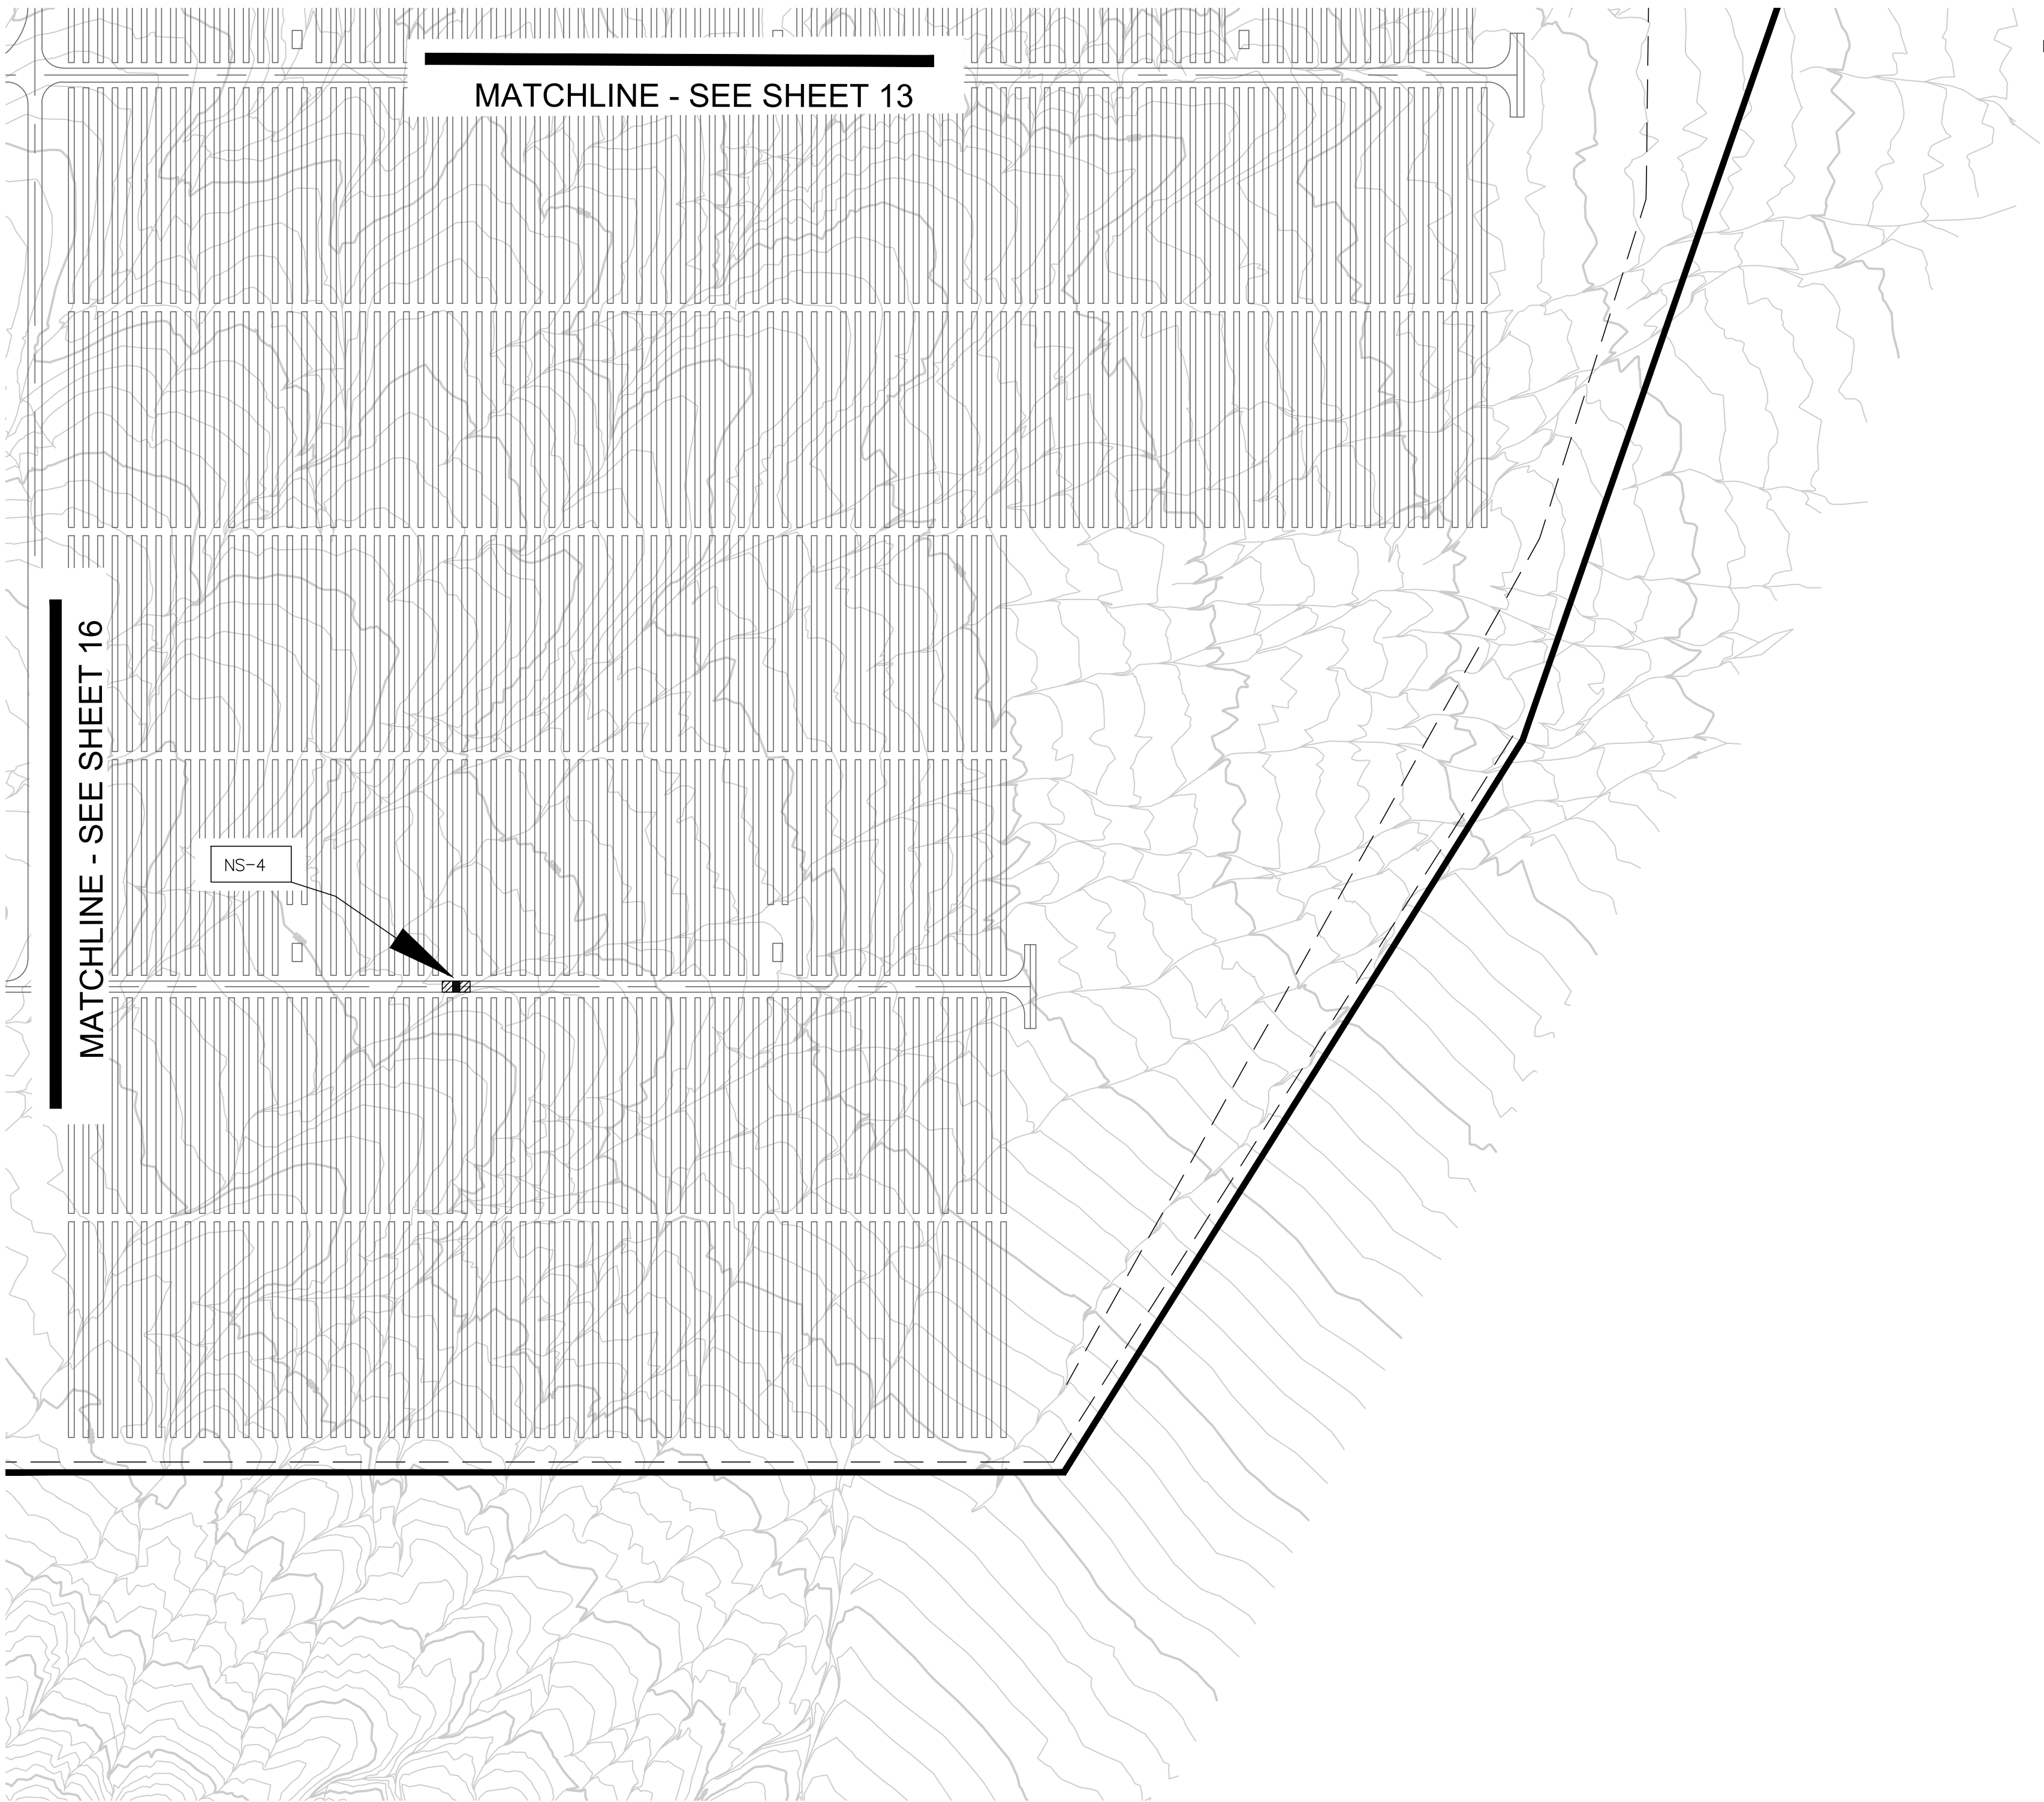 MATCHLINE - SEE SHEET 13
MATCHLINE - SEE SHEET 16
NS-4